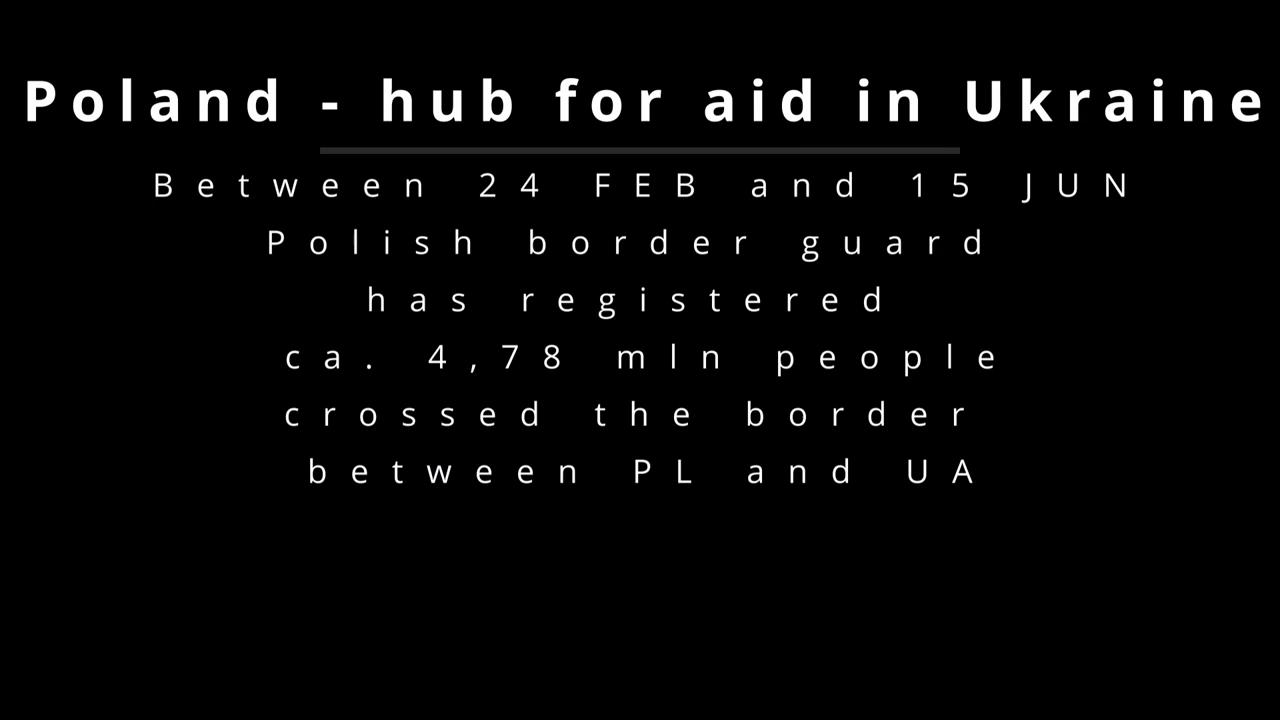 Poland - hub for aid in Ukraine
Between 24 FEB and 15 JUN
Polish border guard
has registered
ca. 4,78 mln people
crossed the border
between PL and UA